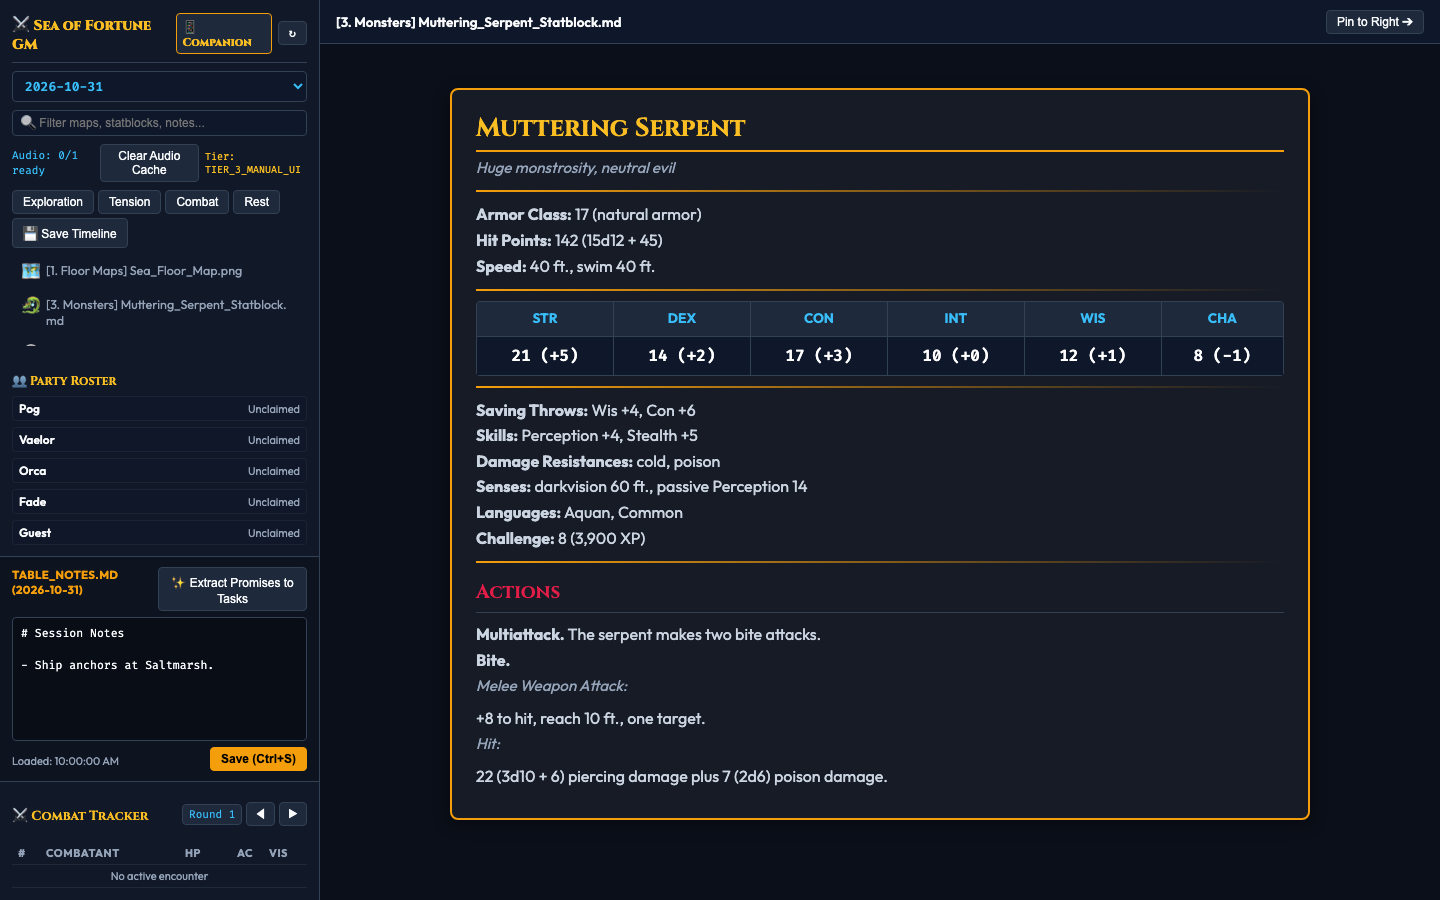 Sea of Fortune GM
Companion
↻
2026-10-31
Filter maps, statblocks, notes...
Audio: 0/1 ready
Clear Audio Cache
Tier: TIER_3_MANUAL_UI
Exploration
Tension
Combat
Rest
Save Timeline
[1. Floor Maps] Sea_Floor_Map.png
[3. Monsters] Muttering_Serpent_Statblock.md
Party Roster
Pog Unclaimed
Vaelor Unclaimed
Orca Unclaimed
Fade Unclaimed
Guest Unclaimed
TABLE_NOTES.MD (2026-10-31)
Extract Promises to Tasks
# Session Notes
- Ship anchors at Saltmarsh.
Loaded: 10:00:00 AM
Save (Ctrl+S)
Combat Tracker
Round 1
◀ ▶
# COMBATANT HP AC VIS
No active encounter
[3. Monsters] Muttering_Serpent_Statblock.md
Pin to Right ➔
Muttering Serpent
Huge monstrosity, neutral evil
Armor Class: 17 (natural armor)
Hit Points: 142 (15d12 + 45)
Speed: 40 ft., swim 40 ft.
STR DEX CON INT WIS CHA
21 (+5) 14 (+2) 17 (+3) 10 (+0) 12 (+1) 8 (-1)
Saving Throws: Wis +4, Con +6
Skills: Perception +4, Stealth +5
Damage Resistances: cold, poison
Senses: darkvision 60 ft., passive Perception 14
Languages: Aquan, Common
Challenge: 8 (3,900 XP)
Actions
Multiattack. The serpent makes two bite attacks.
Bite.
Melee Weapon Attack:
+8 to hit, reach 10 ft., one target.
Hit:
22 (3d10 + 6) piercing damage plus 7 (2d6) poison damage.